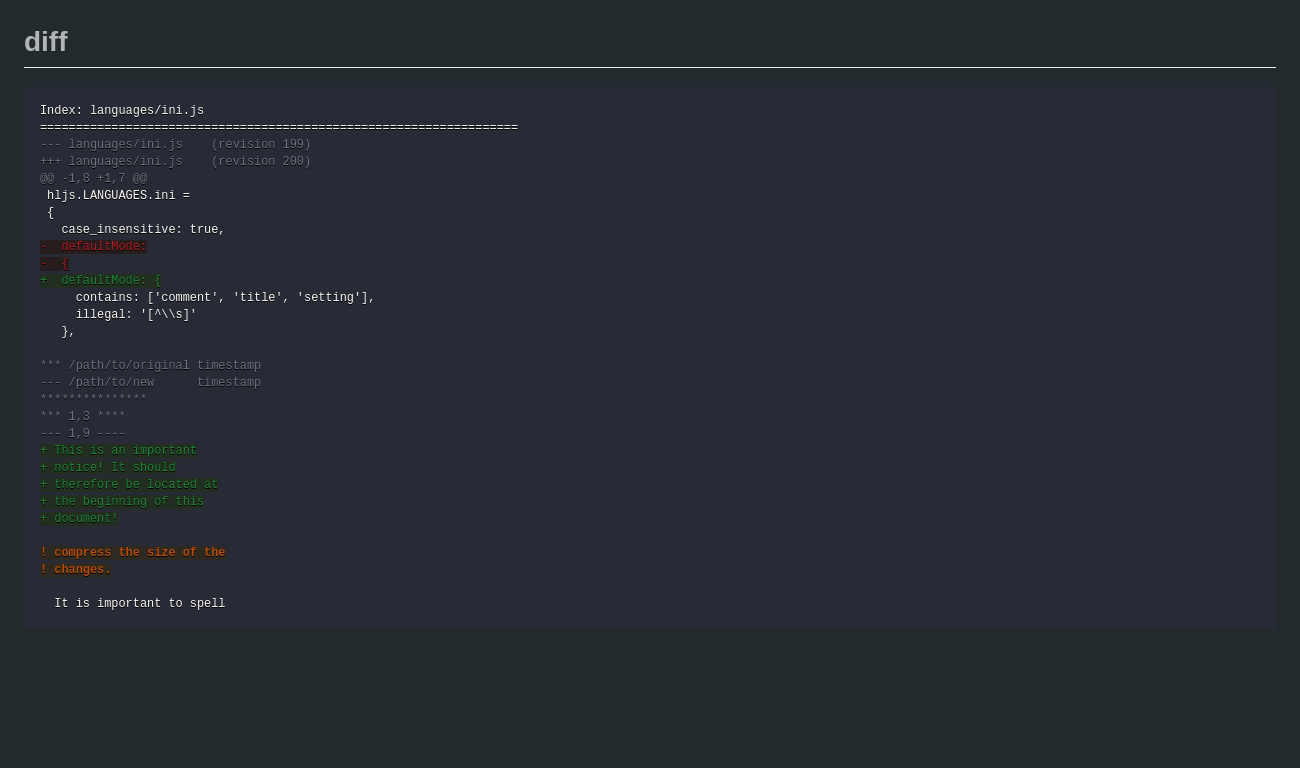 diff
Index: languages/ini.js
===================================================================
--- languages/ini.js    (revision 199)
+++ languages/ini.js    (revision 200)
@@ -1,8 +1,7 @@
 hljs.LANGUAGES.ini =
 {
   case_insensitive: true,
-  defaultMode:
-  {
+  defaultMode: {
     contains: ['comment', 'title', 'setting'],
     illegal: '[^\\s]'
   },

*** /path/to/original timestamp
--- /path/to/new      timestamp
***************
*** 1,3 ****
--- 1,9 ----
+ This is an important
+ notice! It should
+ therefore be located at
+ the beginning of this
+ document!

! compress the size of the
! changes.

  It is important to spell